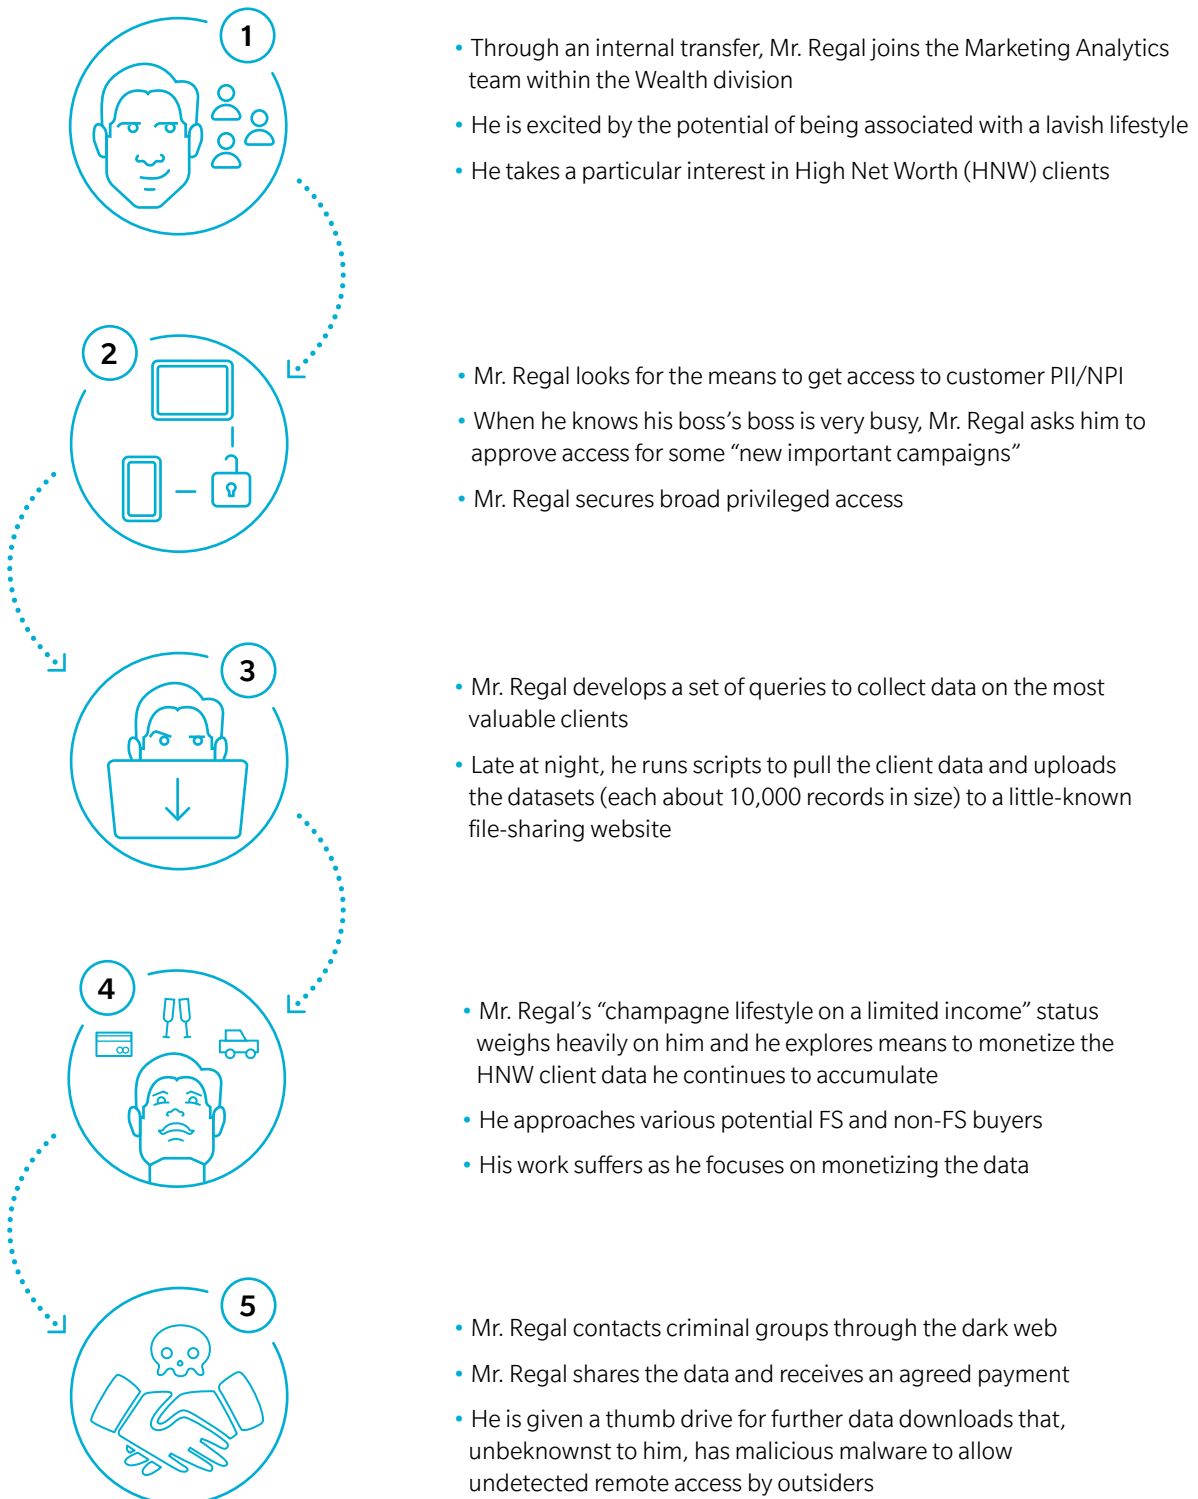 1
• Through an internal transfer, Mr. Regal joins the Marketing Analytics
team within the Wealth division
• He is excited by the potential of being associated with a lavish lifestyle
• He takes a particular interest in High Net Worth (HNW) clients
2
• Mr. Regal looks for the means to get access to customer PII/NPI
• When he knows his boss’s boss is very busy, Mr. Regal asks him to
approve access for some “new important campaigns”
• Mr. Regal secures broad privileged access
3
• Mr. Regal develops a set of queries to collect data on the most
valuable clients
• Late at night, he runs scripts to pull the client data and uploads
the datasets (each about 10,000 records in size) to a little-known
file-sharing website
4
• Mr. Regal’s “champagne lifestyle on a limited income” status
weighs heavily on him and he explores means to monetize the
HNW client data he continues to accumulate
• He approaches various potential FS and non-FS buyers
• His work suffers as he focuses on monetizing the data
5
• Mr. Regal contacts criminal groups through the dark web
• Mr. Regal shares the data and receives an agreed payment
• He is given a thumb drive for further data downloads that,
unbeknownst to him, has malicious malware to allow
undetected remote access by outsiders